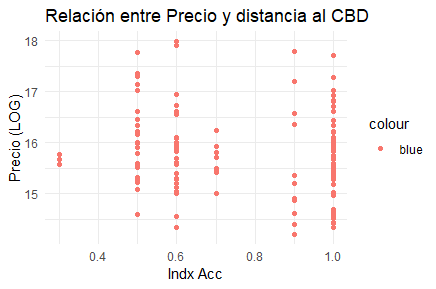 Relación entre Precio y distancia al CBD
Precio (LOG)
18
17
16
15
0.4
0.6
0.8
1.0
Indx Acc
colour
blue